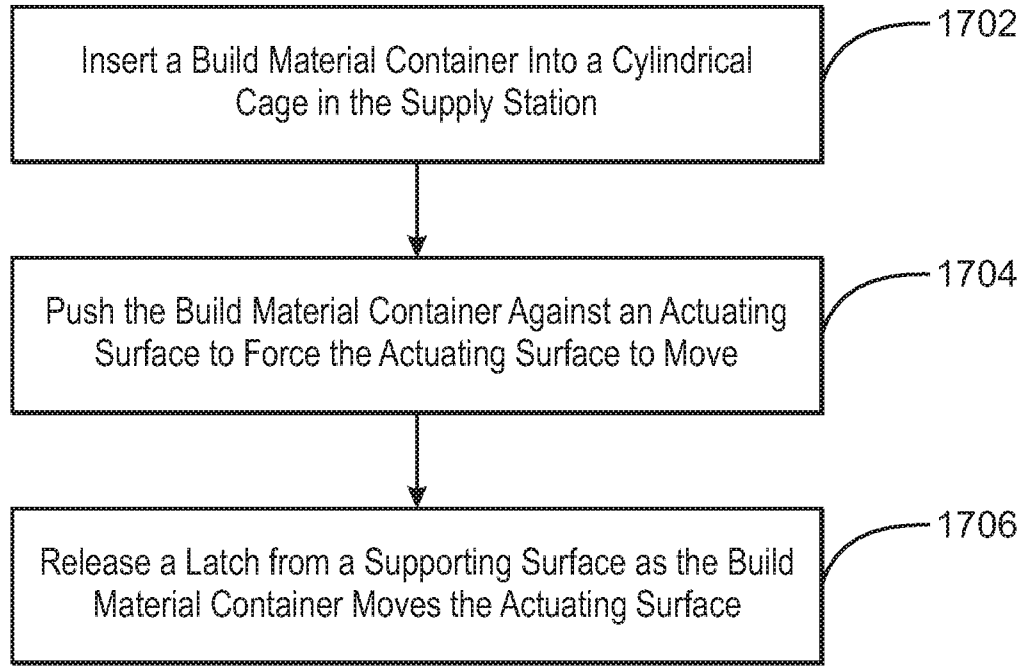 1702
Insert a Build Material Container Into a Cylindrical
Cage in the Supply Station
1704
Push the Build Material Container Against an Actuating
Surface to Force the Actuating Surface to Move
1706
Release a Latch from a Supporting Surface as the Build
Material Container Moves the Actuating Surface